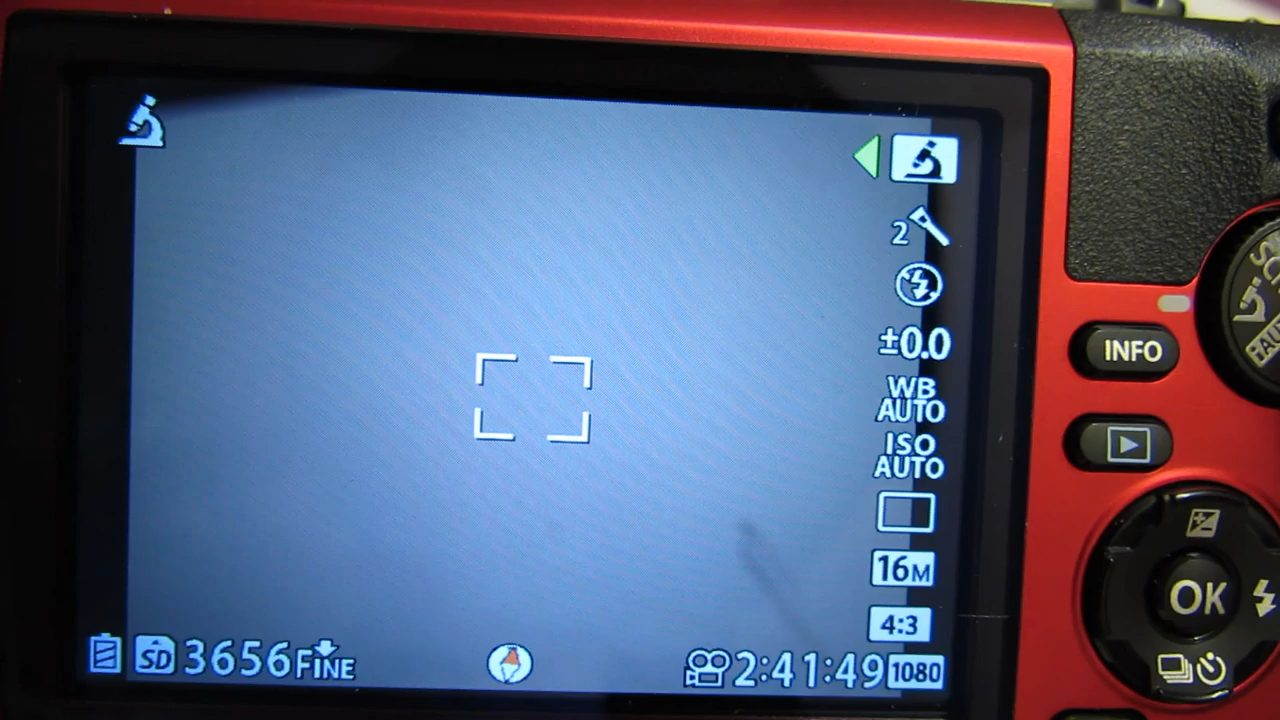 2
±0.0
WB
AUTO
ISO
AUTO
16M
4:3
SD 3656 FINE
2:41:49 1080
INFO
OK